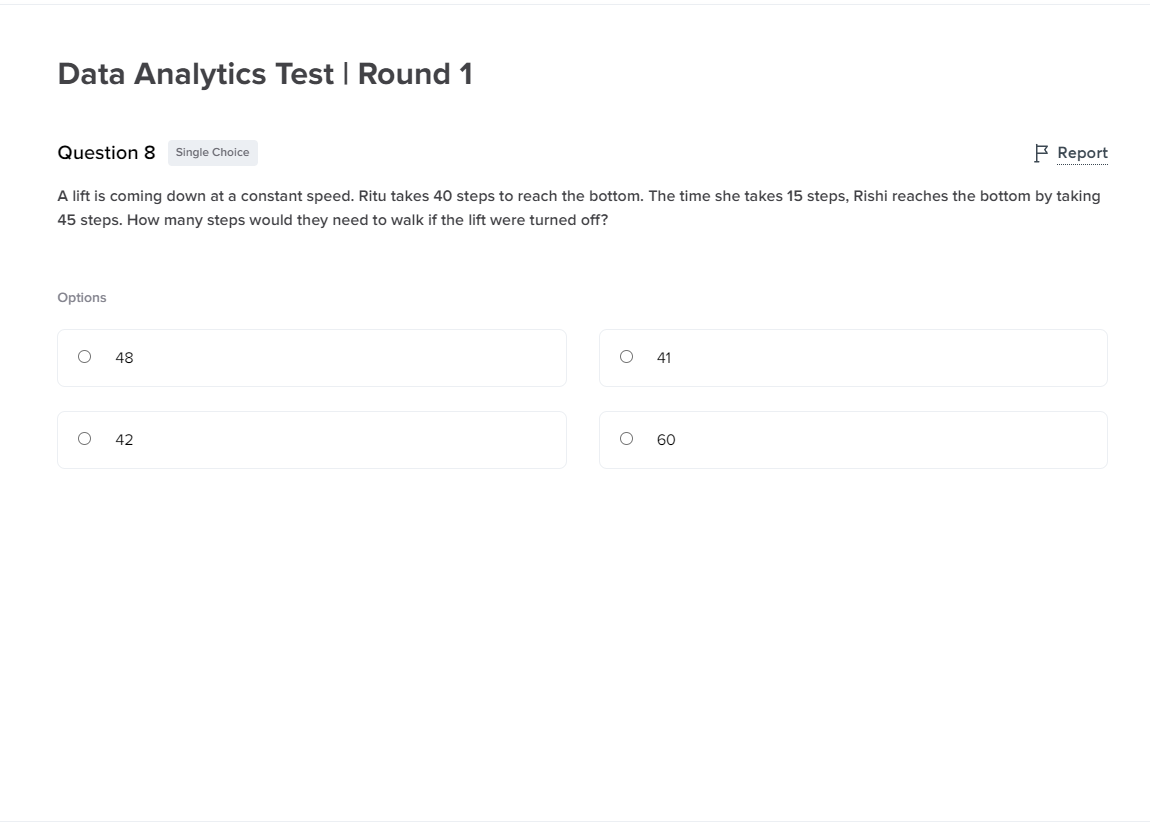 Data Analytics Test | Round 1
Question 8
Single Choice
Report
A lift is coming down at a constant speed. Ritu takes 40 steps to reach the bottom. The time she takes 15 steps, Rishi reaches the bottom by taking
45 steps. How many steps would they need to walk if the lift were turned off?
Options
48
41
42
60